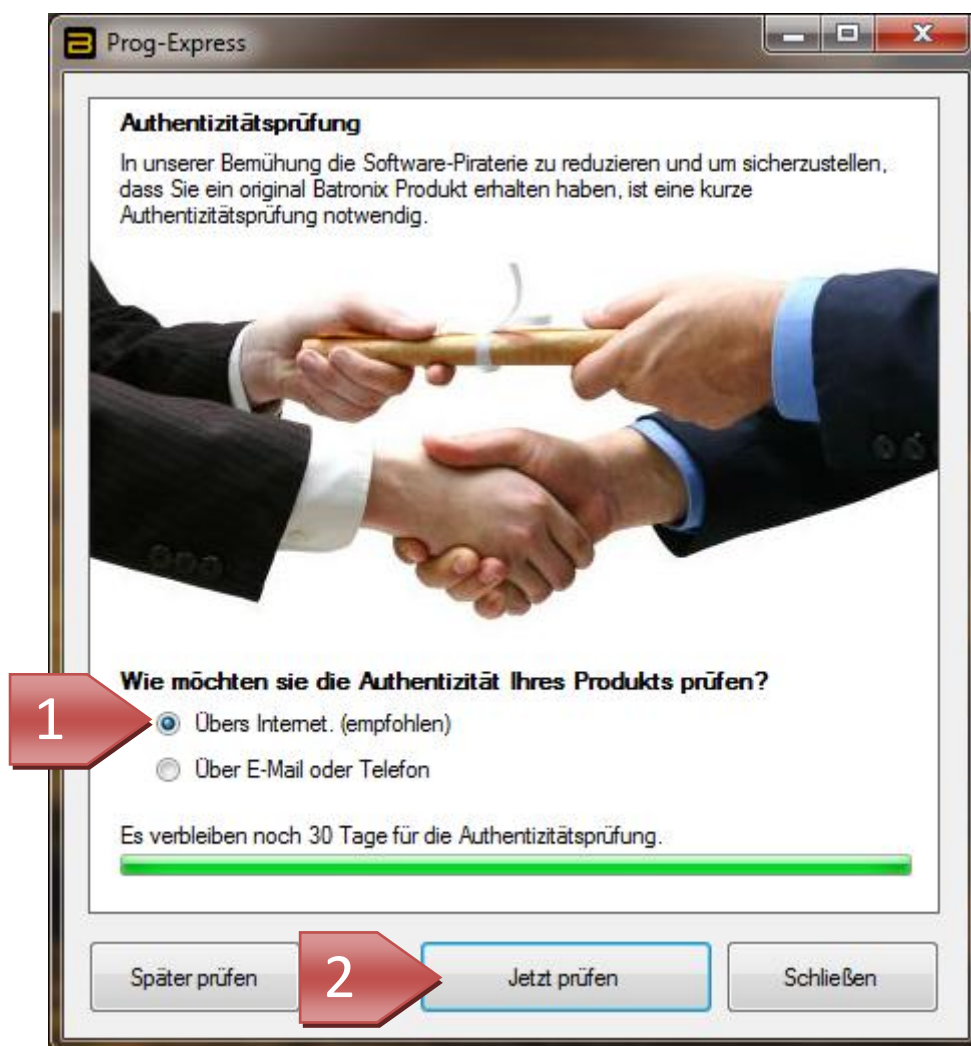 Prog-Express
Authentizitätsprüfung
In unserer Bemühung die Software-Piraterie zu reduzieren und um sicherzustellen,
dass Sie ein original Batronix Produkt erhalten haben, ist eine kurze
Authentizitätsprüfung notwendig.
Wie möchten sie die Authentizität Ihres Produkts prüfen?
1
Übers Internet. (empfohlen)
Über E-Mail oder Telefon
Es verbleiben noch 30 Tage für die Authentizitätsprüfung.
Später prüfen 2 Jetzt prüfen Schließen